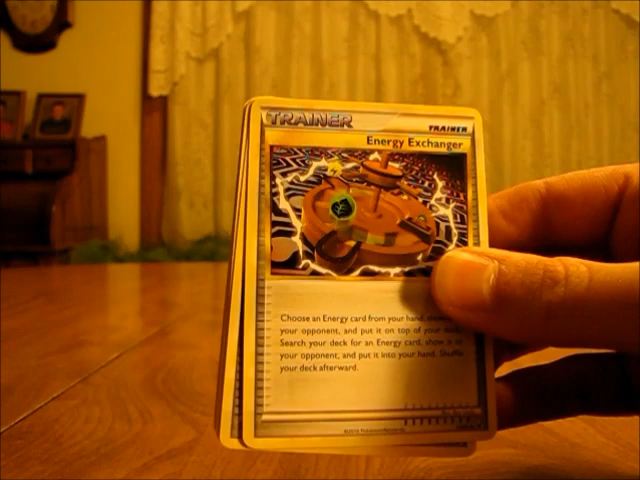 TRAINER TRAINER
Energy Exchanger
Choose an Energy card from your hand,
your opponent, and put it on top of your
Search your deck for an Energy card, show it to
your opponent, and put it into your hand. Shuffle
your deck afterward.